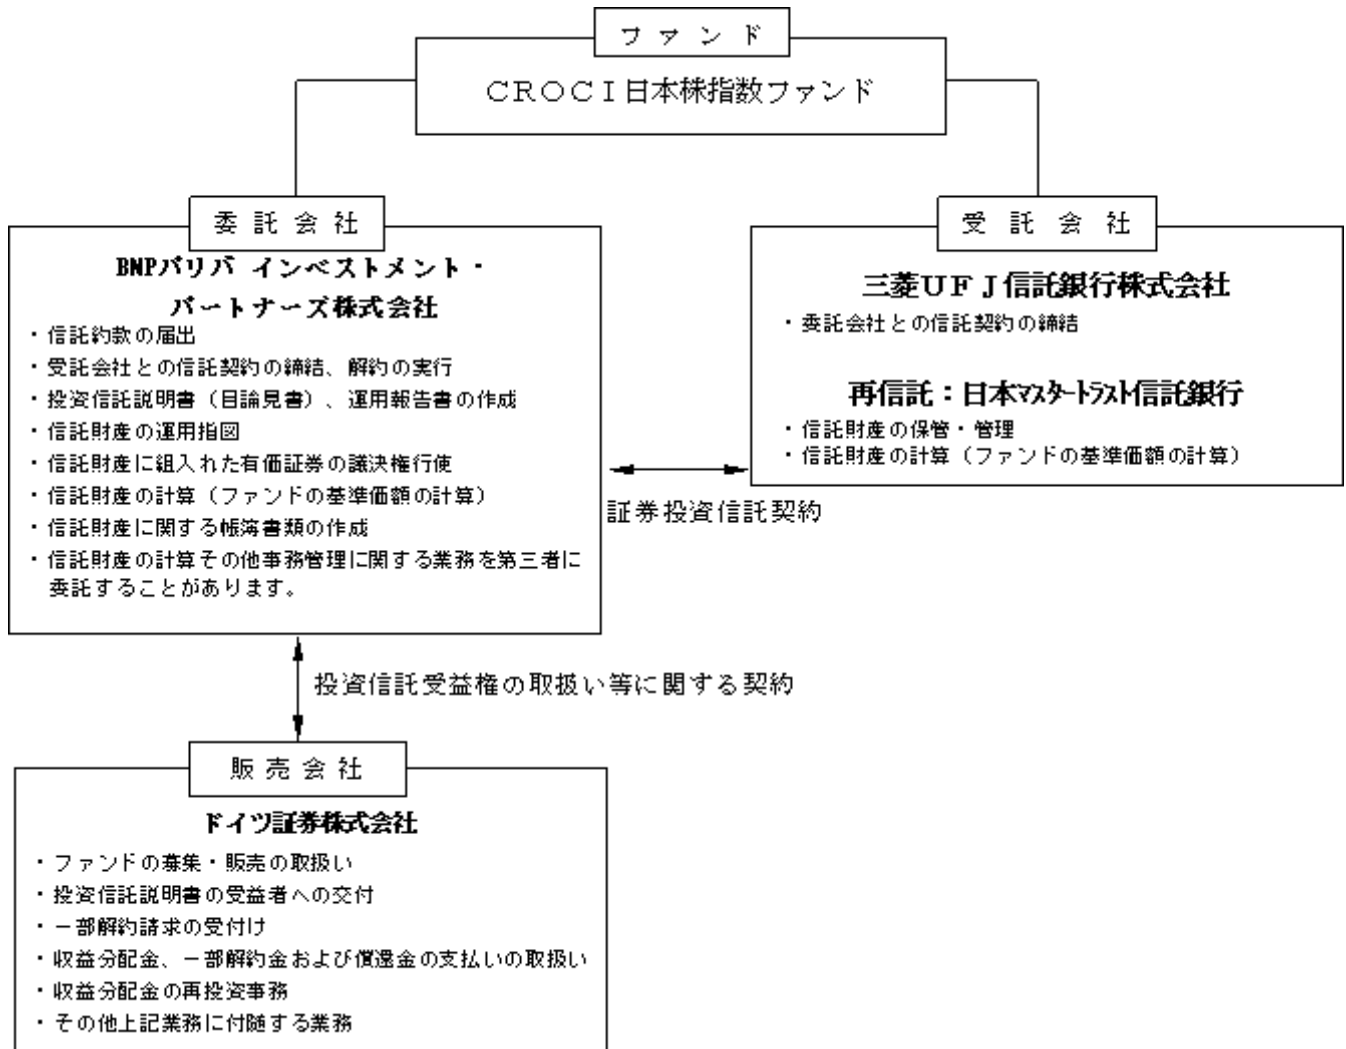 ファンド
ＣＲＯＣＩ日本株指数ファンド
委託会社
BNPパリバ インベストメント・
パートナーズ株式会社
・信託約款の届出
・受託会社との信託契約の締結、解約の実行
・投資信託説明書（目論見書）、運用報告書の作成
・信託財産の運用指図
・信託財産に組入れた有価証券の議決権行使
・信託財産の計算（ファンドの基準価額の計算）
・信託財産に関する帳簿書類の作成
・信託財産の計算その他事務管理に関する業務を第三者に
委託することがあります。
受託会社
三菱ＵＦＪ信託銀行株式会社
・委託会社との信託契約の締結
再信託：日本ﾏｽﾀｰﾄﾗｽﾄ信託銀行
・信託財産の保管・管理
・信託財産の計算（ファンドの基準価額の計算）
証券投資信託契約
投資信託受益権の取扱い等に関する契約
販売会社
ドイツ証券株式会社
・ファンドの募集・販売の取扱い
・投資信託説明書の受益者への交付
・一部解約請求の受付け
・収益分配金、一部解約金および償還金の支払いの取扱い
・収益分配金の再投資事務
・その他上記業務に付随する業務